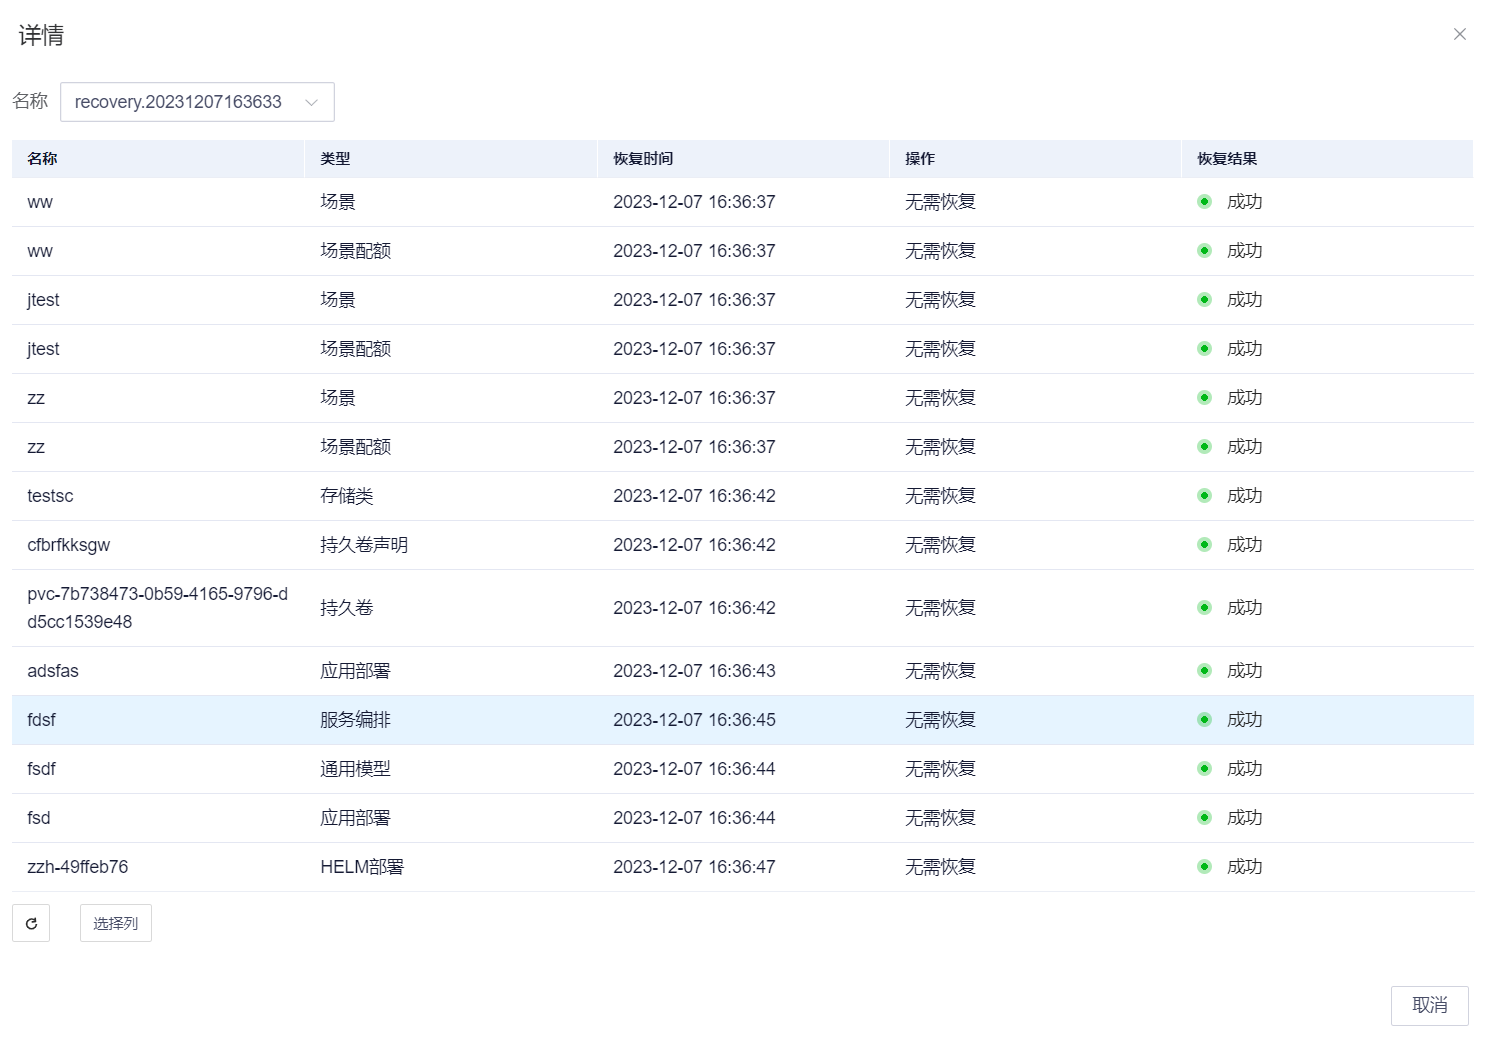 详情
名称 recovery.20231207163633
名称 类型 恢复时间 操作 恢复结果
ww 场景 2023-12-07 16:36:37 无需恢复 成功
ww 场景配额 2023-12-07 16:36:37 无需恢复 成功
jtest 场景 2023-12-07 16:36:37 无需恢复 成功
jtest 场景配额 2023-12-07 16:36:37 无需恢复 成功
zz 场景 2023-12-07 16:36:37 无需恢复 成功
zz 场景配额 2023-12-07 16:36:37 无需恢复 成功
testsc 存储类 2023-12-07 16:36:42 无需恢复 成功
cfbrfkksgw 持久卷声明 2023-12-07 16:36:42 无需恢复 成功
pvc-7b738473-0b59-4165-9796-d
d5cc1539e48 持久卷 2023-12-07 16:36:42 无需恢复 成功
adsfas 应用部署 2023-12-07 16:36:43 无需恢复 成功
fdsf 服务编排 2023-12-07 16:36:45 无需恢复 成功
fsdf 通用模型 2023-12-07 16:36:44 无需恢复 成功
fsd 应用部署 2023-12-07 16:36:44 无需恢复 成功
zzh-49ffeb76 HELM部署 2023-12-07 16:36:47 无需恢复 成功
选择列
取消